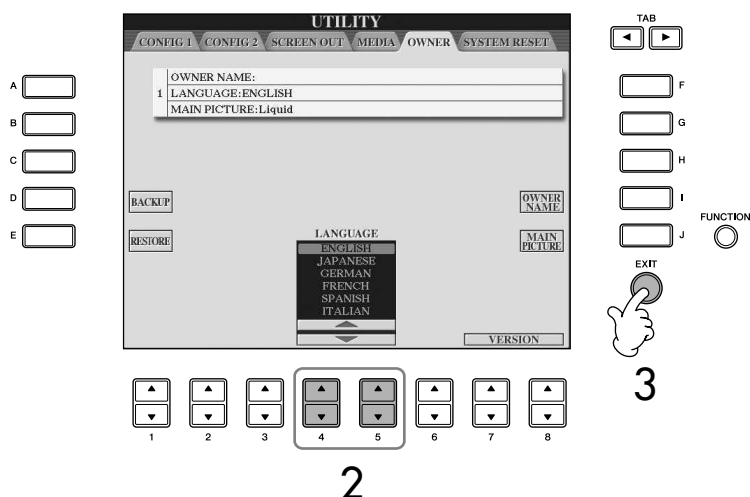 UTILITY
CONFIG 1 CONFIG 2 SCREEN OUT MEDIA OWNER SYSTEM RESET
OWNER NAME:
1 LANGUAGE:ENGLISH
MAIN PICTURE:Liquid
BACKUP
RESTORE
LANGUAGE
ENGLISH
JAPANESE
GERMAN
FRENCH
SPANISH
ITALIAN
OWNER
NAME
MAIN
PICTURE
VERSION
A
B
C
D
E
TAB
F
G
H
I
J
FUNCTION
EXIT
3
1 2 3 4 5 6 7 8
2